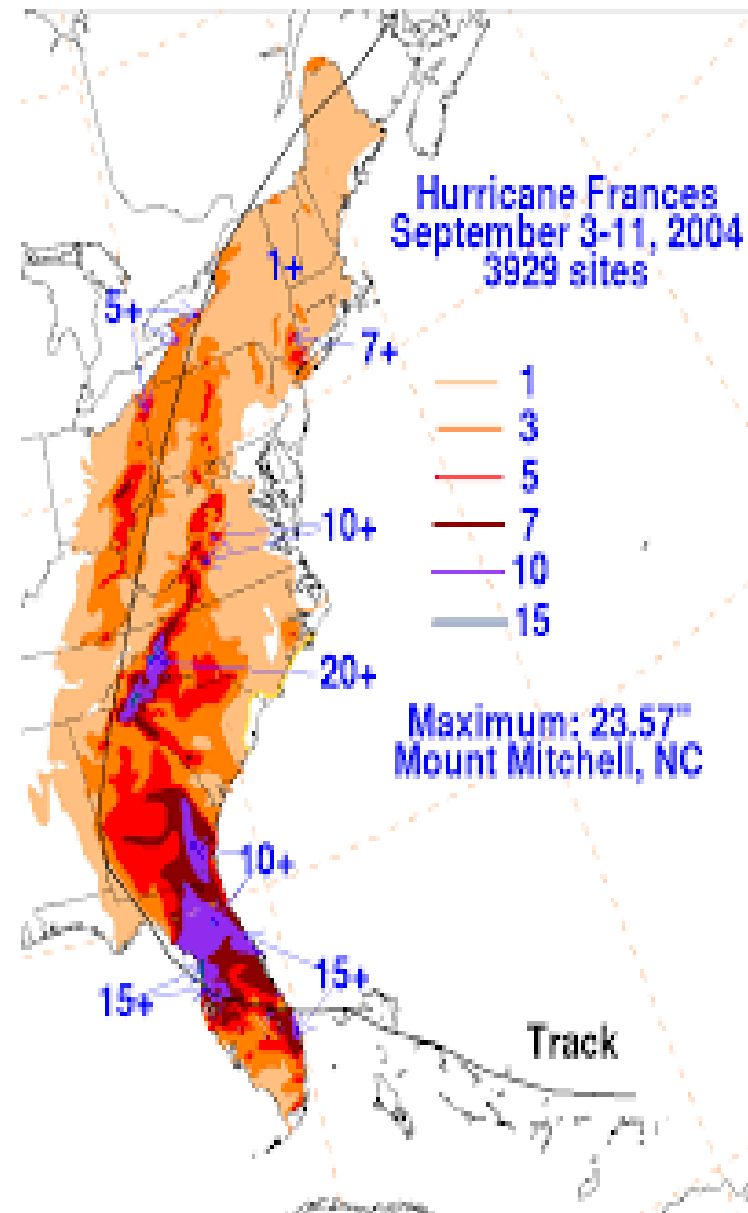 Hurricane Frances
September 3-11, 2004
3929 sites
1+
5+
7+
1
3
5
7
10
15
10+
20+
Maximum: 23.57"
Mount Mitchell, NC
10+
15+
15+
Track